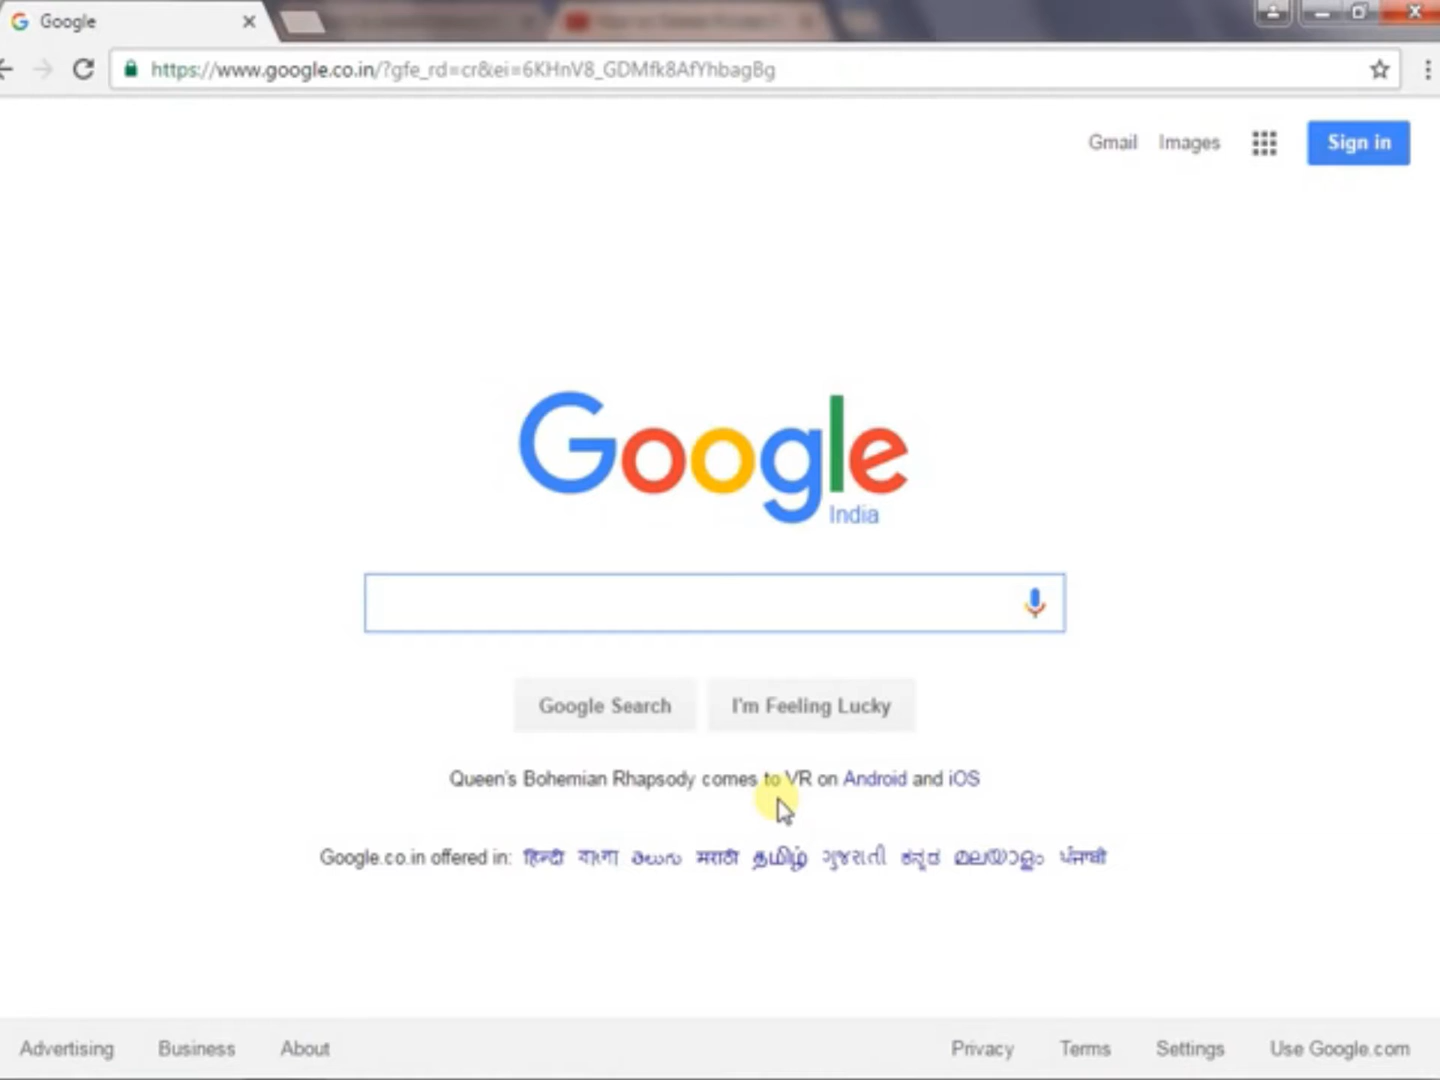 Google
https://www.google.co.in/?gfe_rd=cr&ei=6KHnV8_GDMfk8AfYhbagBg
Gmail Images Sign in
Google
India
Google Search I'm Feeling Lucky
Queen's Bohemian Rhapsody comes to VR on Android and iOS
Google.co.in offered in: हिन्दी বাংলা తెలుగు मराठी தமிழ் ગુજરાતી ಕನ್ನಡ മലയാളം ਪੰਜਾਬੀ
Advertising Business About Privacy Terms Settings Use Google.com